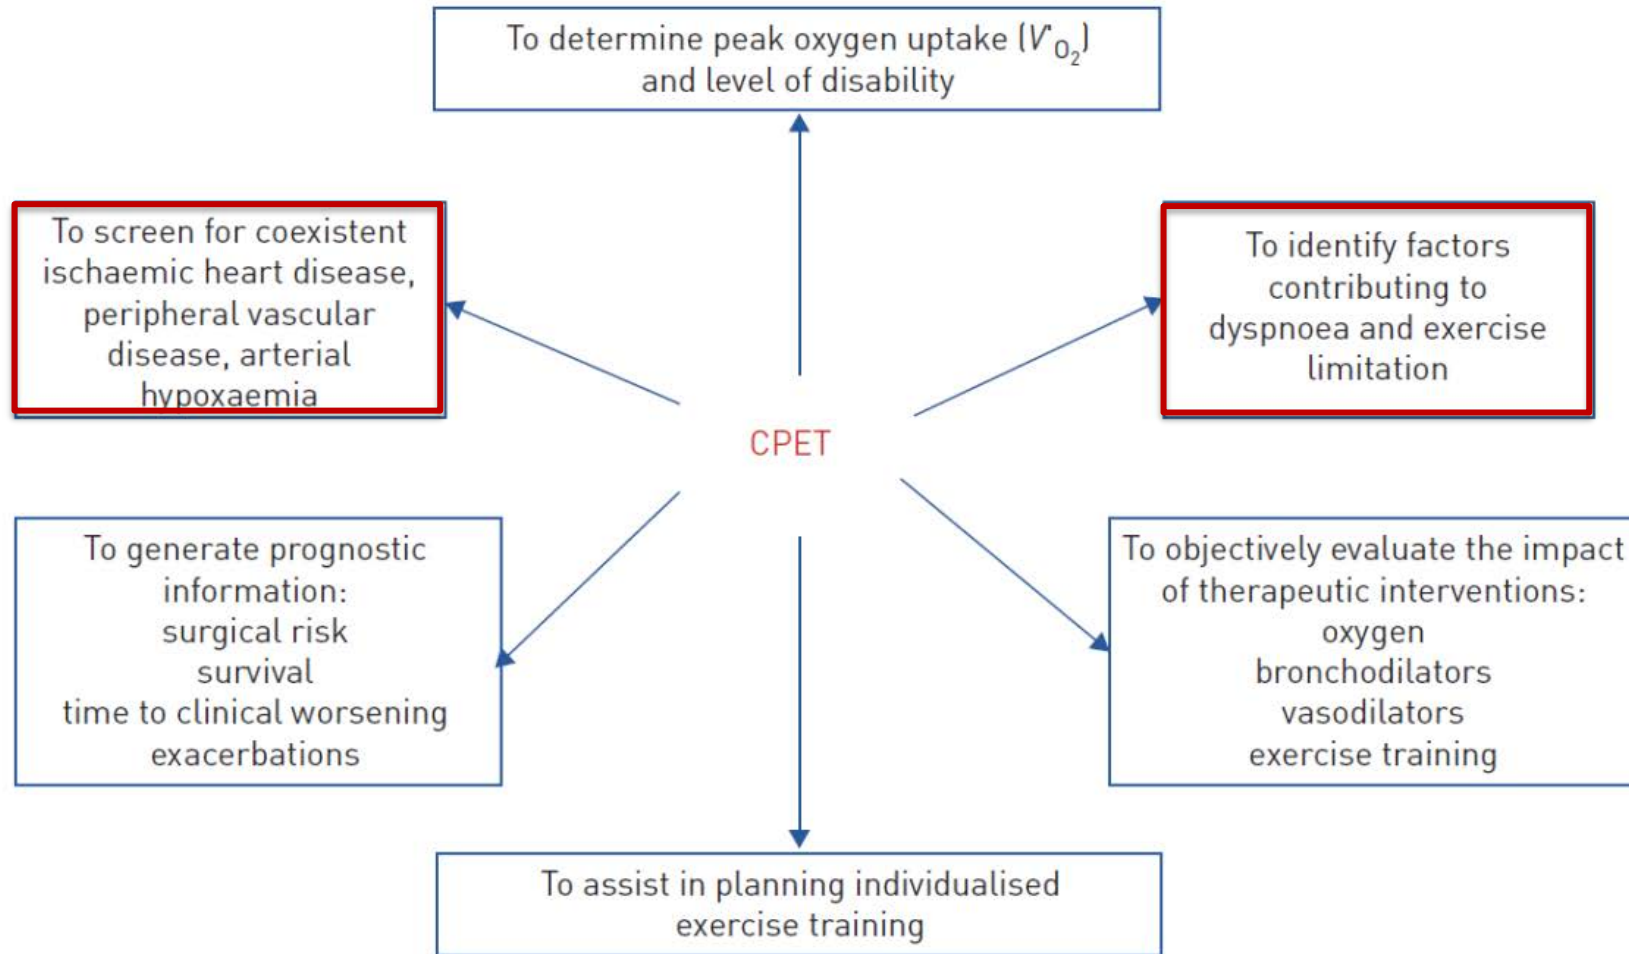 To determine peak oxygen uptake (V̇O₂)
and level of disability
To screen for coexistent
ischaemic heart disease,
peripheral vascular
disease, arterial
hypoxaemia
To identify factors
contributing to
dyspnoea and exercise
limitation
CPET
To generate prognostic
information:
surgical risk
survival
time to clinical worsening
exacerbations
To objectively evaluate the impact
of therapeutic interventions:
oxygen
bronchodilators
vasodilators
exercise training
To assist in planning individualised
exercise training